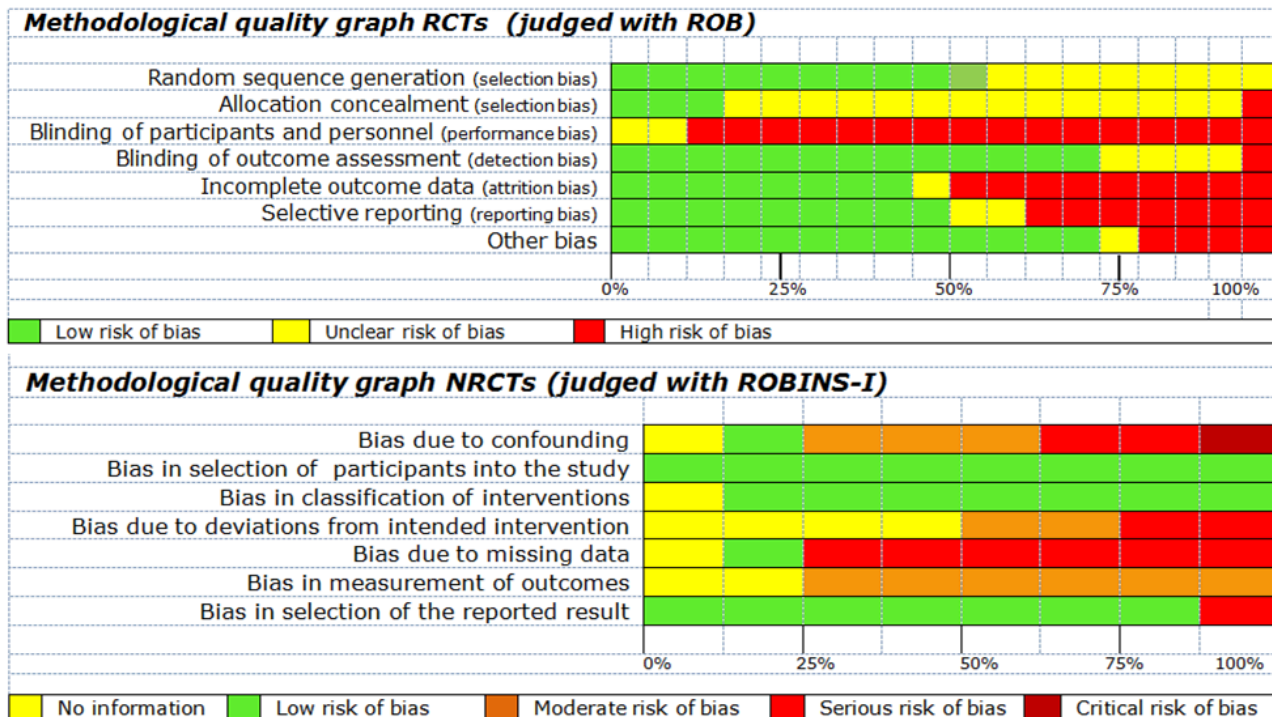 Methodological quality graph RCTs (judged with ROB)
Random sequence generation (selection bias)
Allocation concealment (selection bias)
Blinding of participants and personnel (performance bias)
Blinding of outcome assessment (detection bias)
Incomplete outcome data (attrition bias)
Selective reporting (reporting bias)
Other bias
0% 25% 50% 75% 100%
Low risk of bias Unclear risk of bias High risk of bias
Methodological quality graph NRCTs (judged with ROBINS-I)
Bias due to confounding
Bias in selection of participants into the study
Bias in classification of interventions
Bias due to deviations from intended intervention
Bias due to missing data
Bias in measurement of outcomes
Bias in selection of the reported result
0% 25% 50% 75% 100%
No information Low risk of bias Moderate risk of bias Serious risk of bias Critical risk of bias